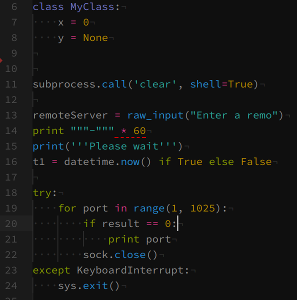 6 class MyClass:
7 x = 0
8 y = None
9
10
11 subprocess.call('clear', shell=True)
12
13 remoteServer = raw_input("Enter a remo")
14 print """-""" * 60
15 print('''Please wait''')
16 t1 = datetime.now() if True else False
17
18 try:
19 for port in range(1, 1025):
20 if result == 0:
21 print port
22 sock.close()
23 except KeyboardInterrupt:
24 sys.exit()